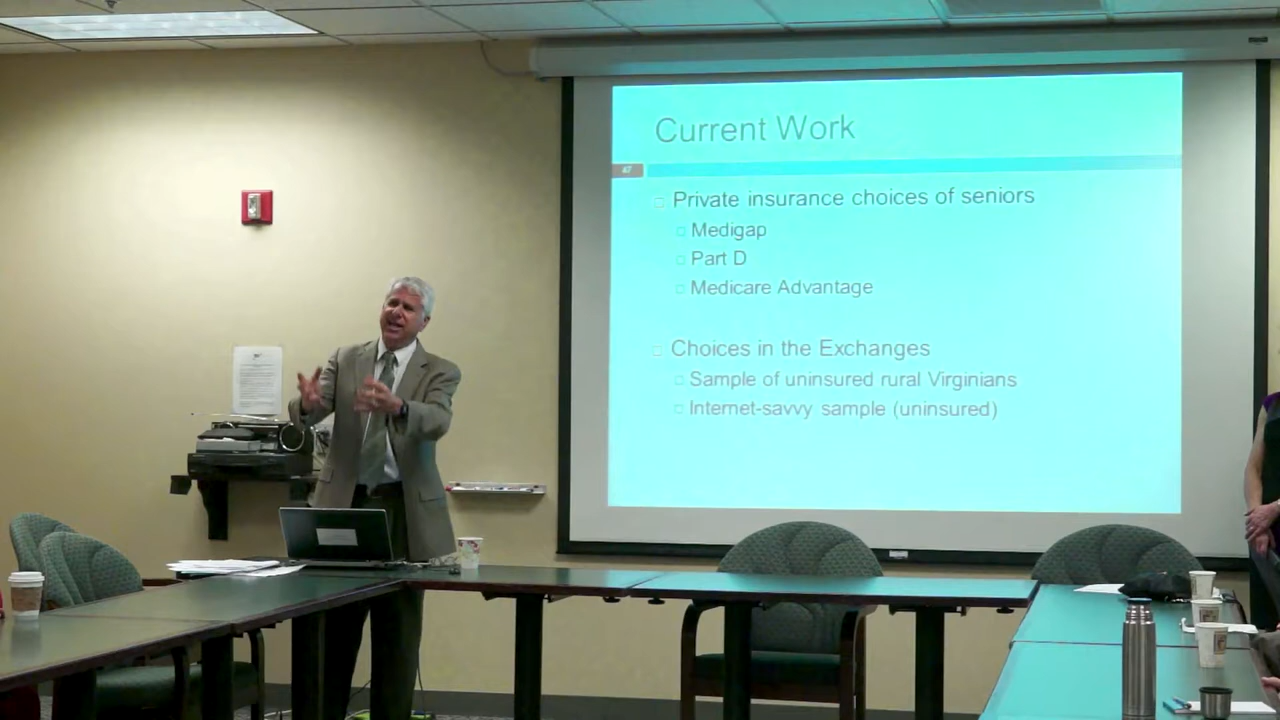 Current Work
47
Private insurance choices of seniors
Medigap
Part D
Medicare Advantage
Choices in the Exchanges
Sample of uninsured rural Virginians
Internet-savvy sample (uninsured)